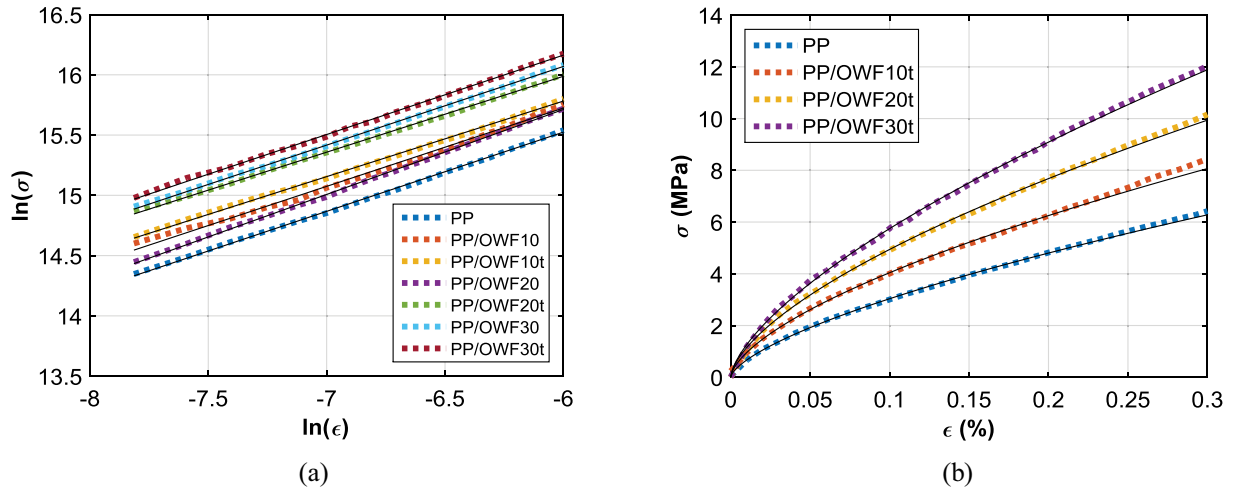 16.5
16
15.5
15
14.5
14
13.5
ln(σ)
-8
-7.5
-7
-6.5
-6
ln(ϵ)
PP
PP/OWF10
PP/OWF10t
PP/OWF20
PP/OWF20t
PP/OWF30
PP/OWF30t
(a)
14
12
10
8
6
4
2
0
σ (MPa)
0
0.05
0.1
0.15
0.2
0.25
0.3
ϵ (%)
PP
PP/OWF10t
PP/OWF20t
PP/OWF30t
(b)